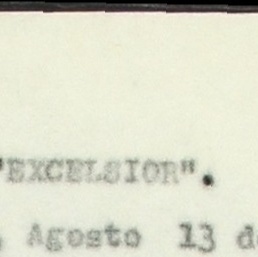 "EXCELSIOR".
, Agosto 13 d